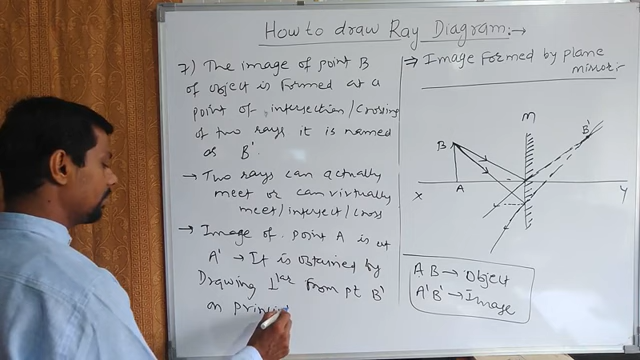 How to draw Ray Diagram:→
7) The image of point B
of object is formed at a
point of intersection/crossing
of two rays it is named
as B'.
→ Two rays can actually
meet or can virtually
meet/intersect/cross
→ Image of point A is at
A' → It is obtained by
Drawing ⊥lar from pt B'
on princi
⇒ Image formed by plane
mirror:
M
B
B'
A
X
Y
AB → Object
A'B' → Image